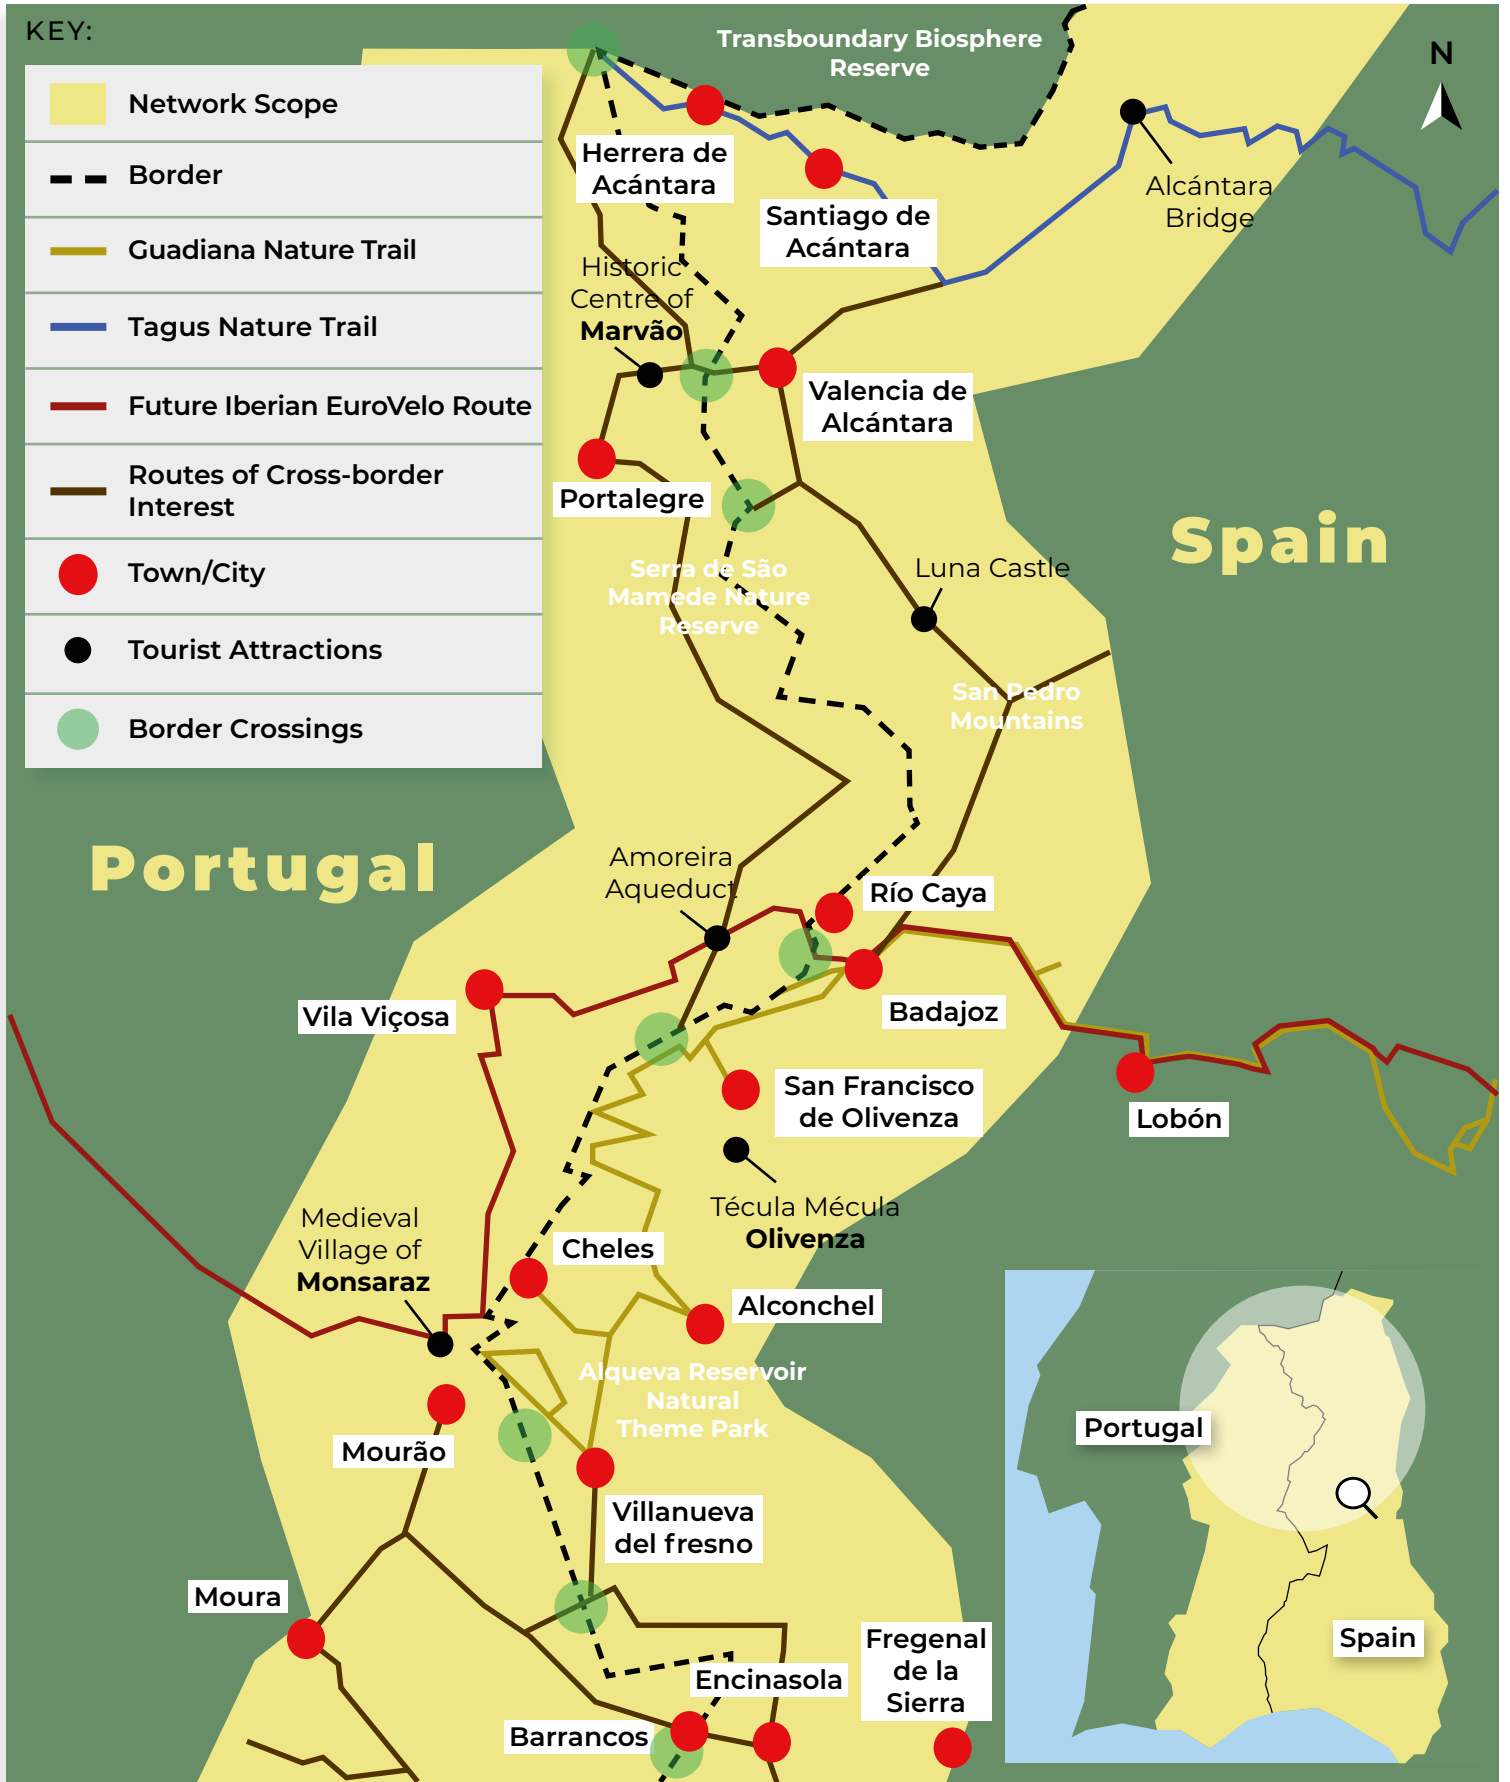 KEY:
Network Scope
Border
Guadiana Nature Trail
Tagus Nature Trail
Future Iberian EuroVelo Route
Routes of Cross-border
Interest
Town/City
Tourist Attractions
Border Crossings
Transboundary Biosphere
Reserve
N
Herrera de
Acántara
Santiago de
Acántara
Alcántara
Bridge
Historic
Centre of
Marvão
Valencia de
Alcántara
Portalegre
Spain
Serra de São
Mamede Nature
Reserve
Luna Castle
San Pedro
Mountains
Portugal
Amoreira
Aqueduct
Río Caya
Vila Viçosa
Badajoz
San Francisco
de Olivenza
Lobón
Técula Mécula
Olivenza
Medieval
Village of
Monsaraz
Cheles
Alconchel
Alqueva Reservoir
Natural
Theme Park
Mourão
Villanueva
del fresno
Moura
Fregenal
de la
Sierra
Encinasola
Barrancos
Portugal
Spain